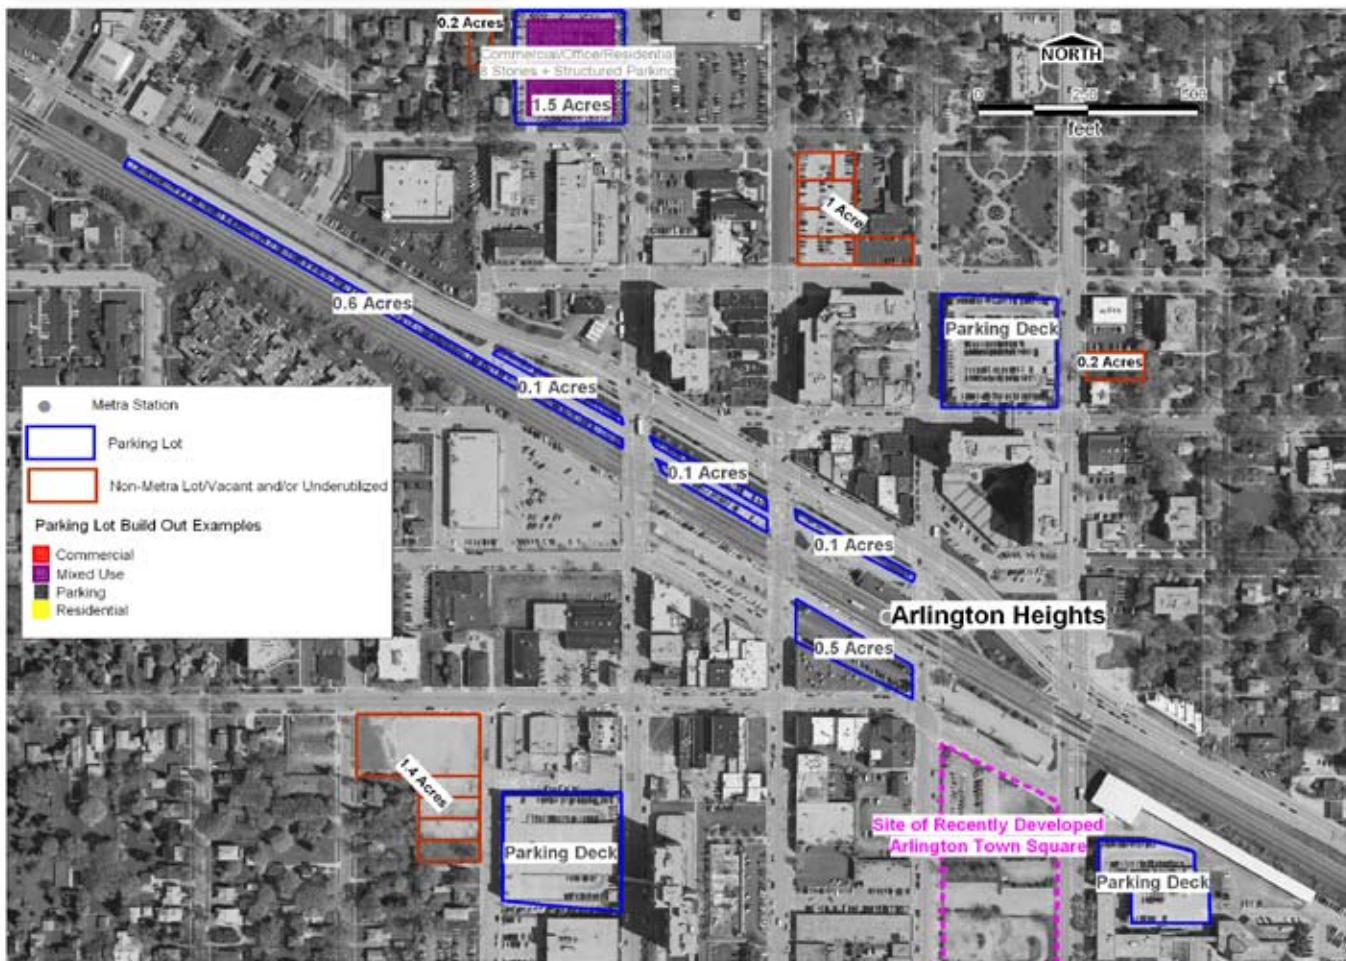 0.2 Acres
Commercial/Office/Residential
8 Stories + Structured Parking
1.5 Acres
NORTH
0 250 500
feet
1 Acre
0.6 Acres
Parking Deck
0.2 Acres
0.1 Acres
0.1 Acres
0.1 Acres
Arlington Heights
0.5 Acres
Metra Station
Parking Lot
Non-Metra Lot/Vacant and/or Underutilized
Parking Lot Build Out Examples
Commercial
Mixed Use
Parking
Residential
1.4 Acres
Parking Deck
Site of Recently Developed
Arlington Town Square
Parking Deck